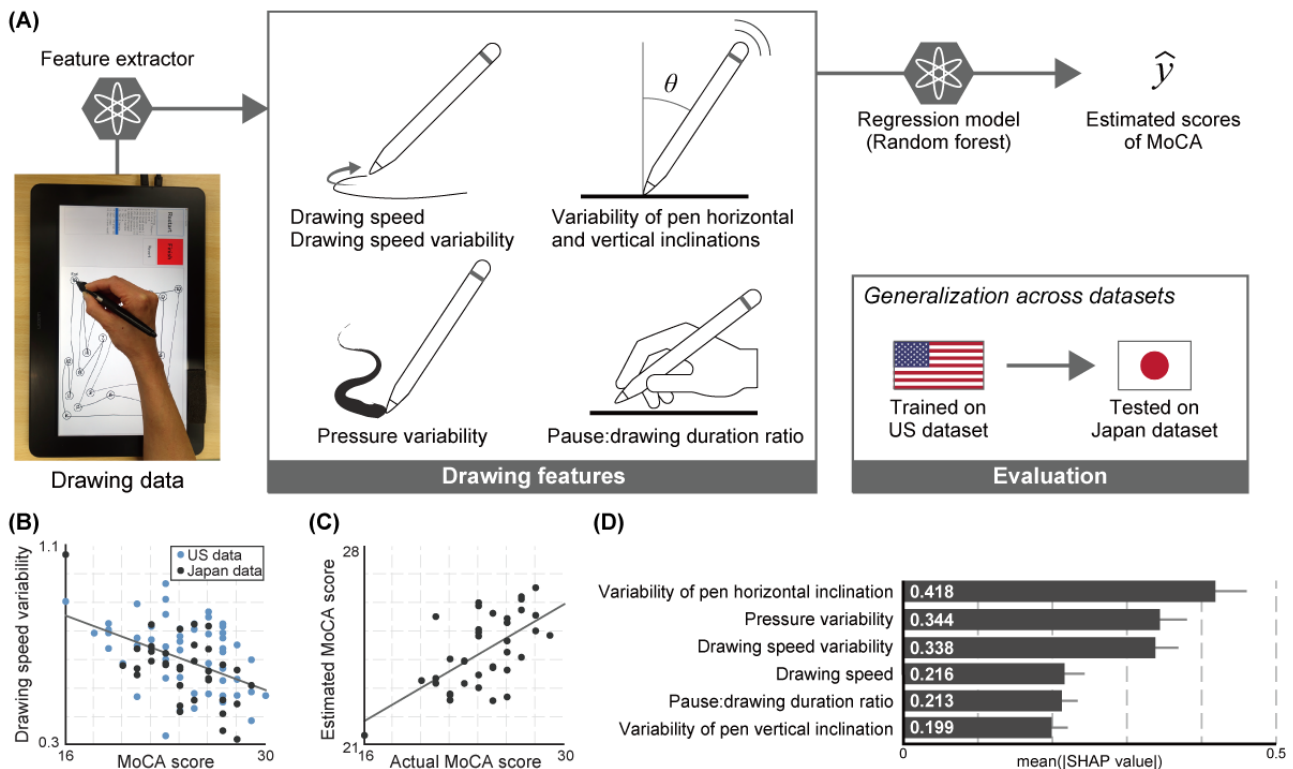 (A)
Feature extractor
Restart
Finish
Drawing data
Drawing speed
Drawing speed variability
θ
Variability of pen horizontal
and vertical inclinations
Pressure variability
Pause:drawing duration ratio
Drawing features
Regression model
(Random forest)
ŷ
Estimated scores
of MoCA
Generalization across datasets
Trained on
US dataset
Tested on
Japan dataset
Evaluation
(B)
Drawing speed variability
1.1
0.3
US data
Japan data
16
30
MoCA score
(C)
Estimated MoCA score
28
21
16
30
Actual MoCA score
(D)
Variability of pen horizontal inclination
0.418
Pressure variability
0.344
Drawing speed variability
0.338
Drawing speed
0.216
Pause:drawing duration ratio
0.213
Variability of pen vertical inclination
0.199
0
0.5
mean(|SHAP value|)